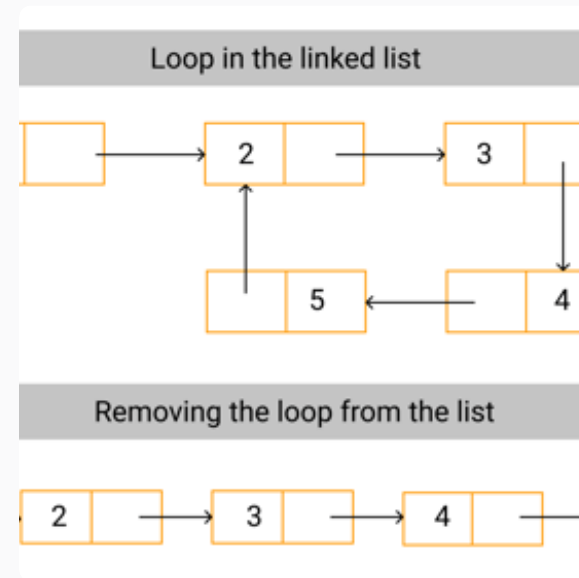 Loop in the linked list
2 3
5 4
Removing the loop from the list
2 3 4